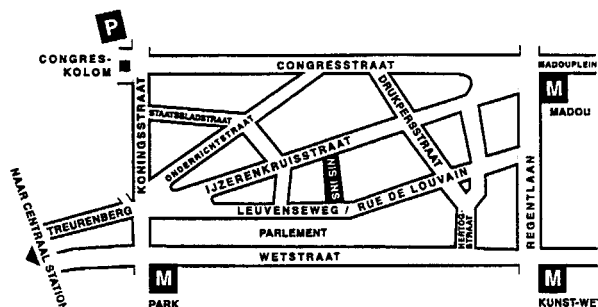 P
CONGRES-
KOLOM
CONGRESSTRAAT
MADOUPLEIN
M
MADOU
KONINGSSTRAAT
STAATSBLADSTRAAT
ONDERRICHTSTRAAT
DRUKPERSSTRAAT
IJZERENKRUISSTRAAT
SNI SIN
LEUVENSEWEG / RUE DE LOUVAIN
REGENTLAAN
TREURENBERG
PARLEMENT
HERTOG-
STRAAT
WETSTRAAT
NAAR CENTRAAL STATION
M
PARK
M
KUNST-WET